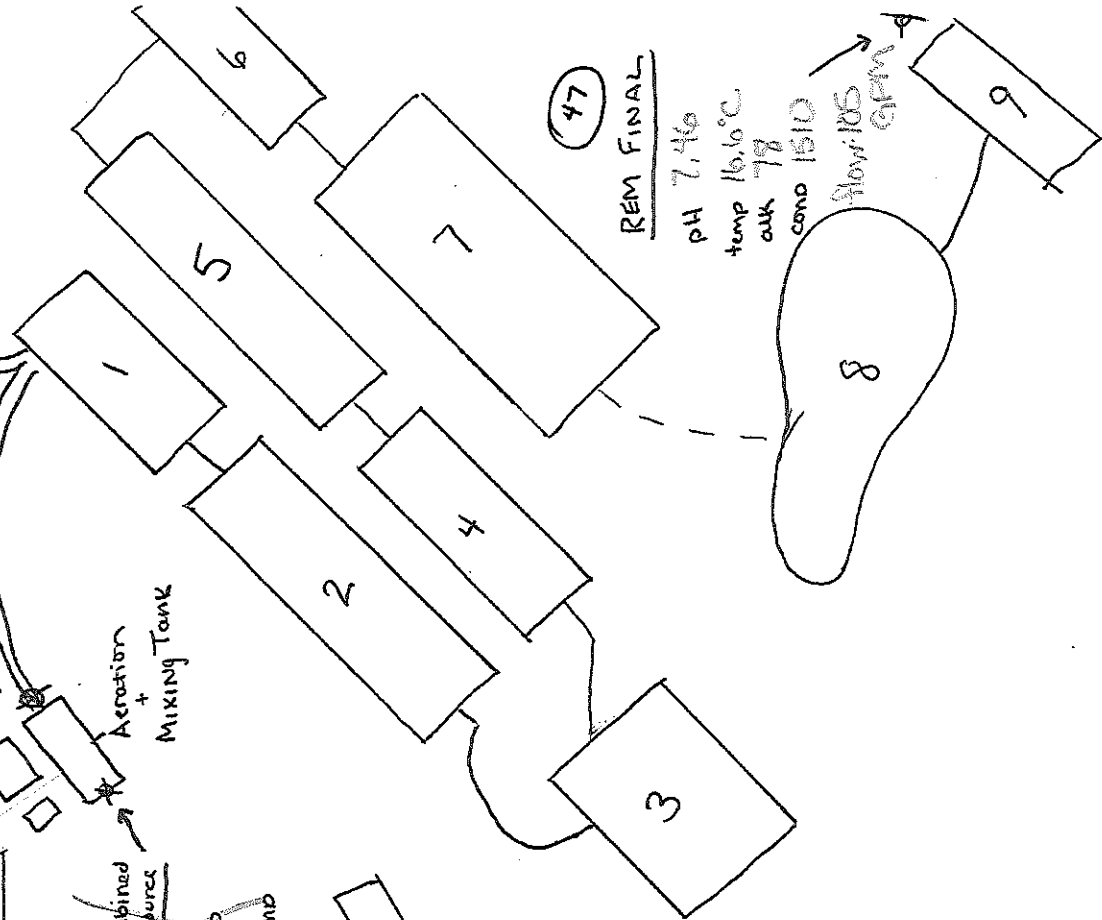 6
47
REM FINAL
pH 7.46
temp 16.6°C
alk 78
cond 1510
flow: 105
GPM
9
5
7
1
8
2
4
Aeration
+
MIXING Tank
3